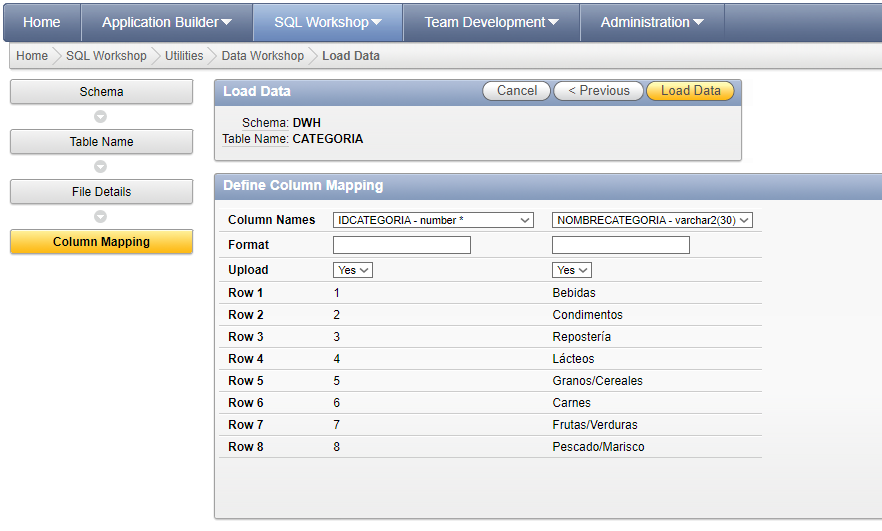 Home Application Builder SQL Workshop Team Development Administration
Home SQL Workshop Utilities Data Workshop Load Data
Schema
Table Name
File Details
Column Mapping
Load Data Cancel < Previous Load Data
Schema: DWH
Table Name: CATEGORIA
Define Column Mapping
Column Names IDCATEGORIA - number * NOMBRECATEGORIA - varchar2(30)
Format
Upload Yes Yes
Row 1 1 Bebidas
Row 2 2 Condimentos
Row 3 3 Repostería
Row 4 4 Lácteos
Row 5 5 Granos/Cereales
Row 6 6 Carnes
Row 7 7 Frutas/Verduras
Row 8 8 Pescado/Marisco